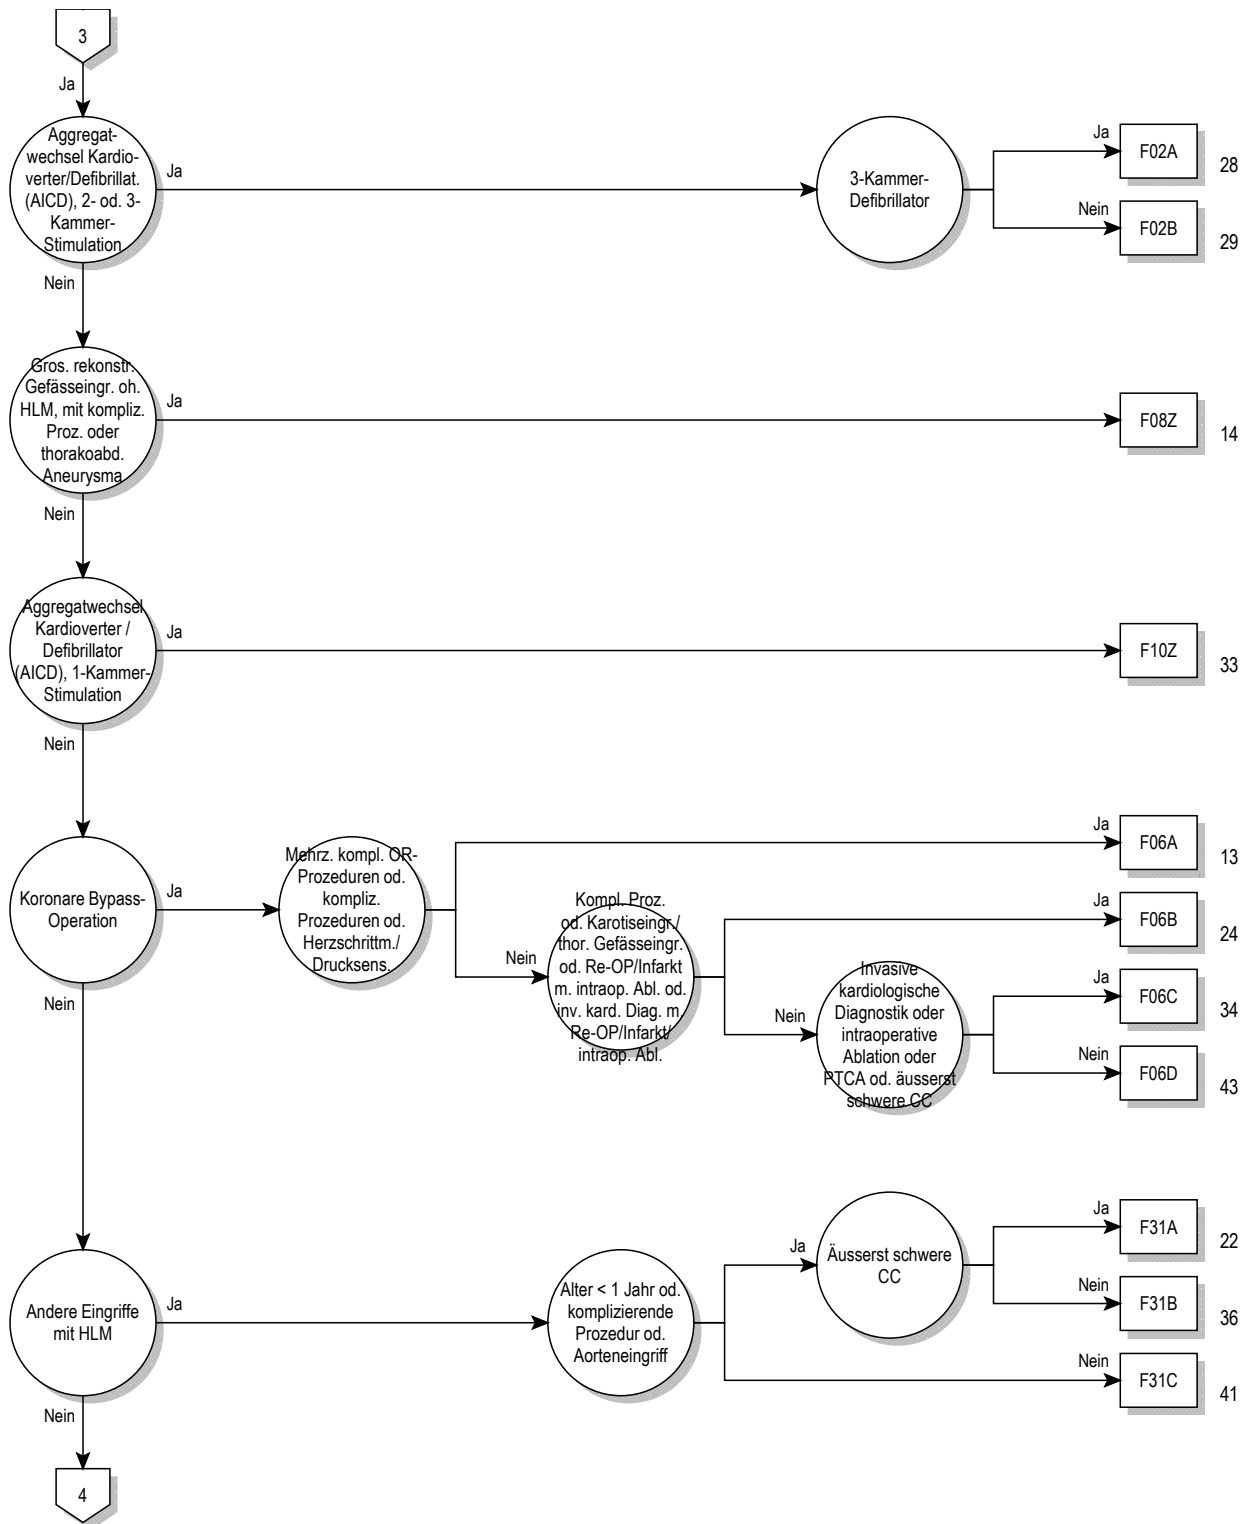 3
Ja
Aggregat-
wechsel Kardio-
verter/Defibrillat.
(AICD), 2- od. 3-
Kammer-
Stimulation
Ja
3-Kammer-
Defibrillator
Ja
F02A
28
Nein
F02B
29
Nein
Gros. rekonstr.
Gefässeingr. oh.
HLM, mit kompliz.
Proz. oder
thorakoabd.
Aneurysma
Ja
F08Z
14
Nein
Aggregatwechsel
Kardioverter /
Defibrillator
(AICD), 1-Kammer-
Stimulation
Ja
F10Z
33
Nein
Koronare Bypass-
Operation
Ja
Mehrz. kompl. OR-
Prozeduren od.
kompliz.
Prozeduren od.
Herzschrittm./
Drucksens.
Ja
F06A
13
Nein
Kompl. Proz.
od. Karotiseingr./
thor. Gefässeingr.
od. Re-OP/Infarkt
m. intraop. Abl. od.
inv. kard. Diag. m.
Re-OP/Infarkt/
intraop. Abl.
Ja
F06B
24
Nein
Invasive
kardiologische
Diagnostik oder
intraoperative
Ablation oder
PTCA od. äusserst
schwere CC
Ja
F06C
34
Nein
F06D
43
Nein
Andere Eingriffe
mit HLM
Ja
Alter < 1 Jahr od.
komplizierende
Prozedur od.
Aorteneingriff
Ja
Äusserst schwere
CC
Ja
F31A
22
Nein
F31B
36
Nein
F31C
41
Nein
4